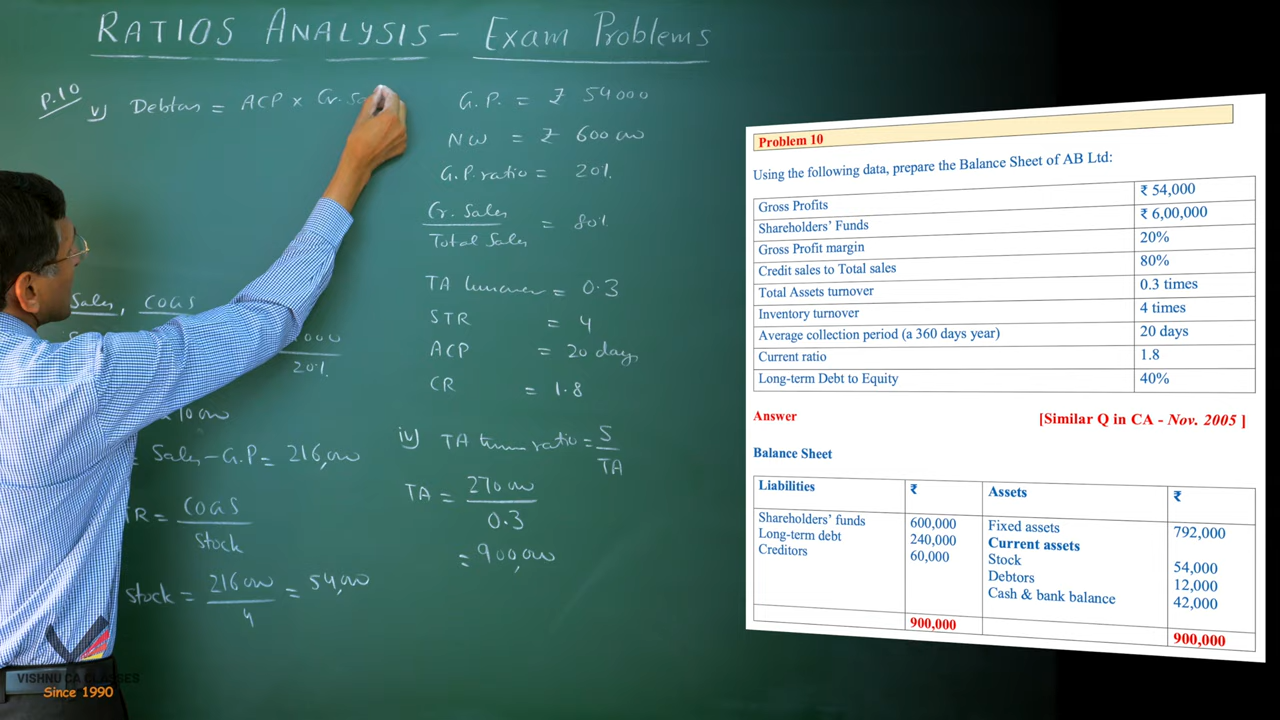 RATIOS ANALYSIS – Exam Problems
P.10
v) Debtors = ACP × Cr. Sa
Sales, COGS
20%
= Sales – G.P = 216,000
TR = COGS / Stock
Stock = 216000 / 4 = 54,000
G.P. = ₹ 54000
NW = ₹ 600000
G.P ratio = 20%
Cr. Sales / Total Sales = 80%
TA turnover = 0.3
STR = 4
ACP = 20 days
CR = 1.8
iv) TA turn ratio = S / TA
TA = 270000 / 0.3
= 900,000
VISHNU CA CLASSES
Since 1990
Problem 10
Using the following data, prepare the Balance Sheet of AB Ltd:
Gross Profits ₹ 54,000
Shareholders' Funds ₹ 6,00,000
Gross Profit margin 20%
Credit sales to Total sales 80%
Total Assets turnover 0.3 times
Inventory turnover 4 times
Average collection period (a 360 days year) 20 days
Current ratio 1.8
Long-term Debt to Equity 40%
Answer [Similar Q in CA - Nov. 2005 ]
Balance Sheet
Liabilities ₹ Assets ₹
Shareholders' funds 600,000 Fixed assets 792,000
Long-term debt 240,000 Current assets
Creditors 60,000 Stock 54,000
Debtors 12,000
Cash & bank balance 42,000
900,000 900,000